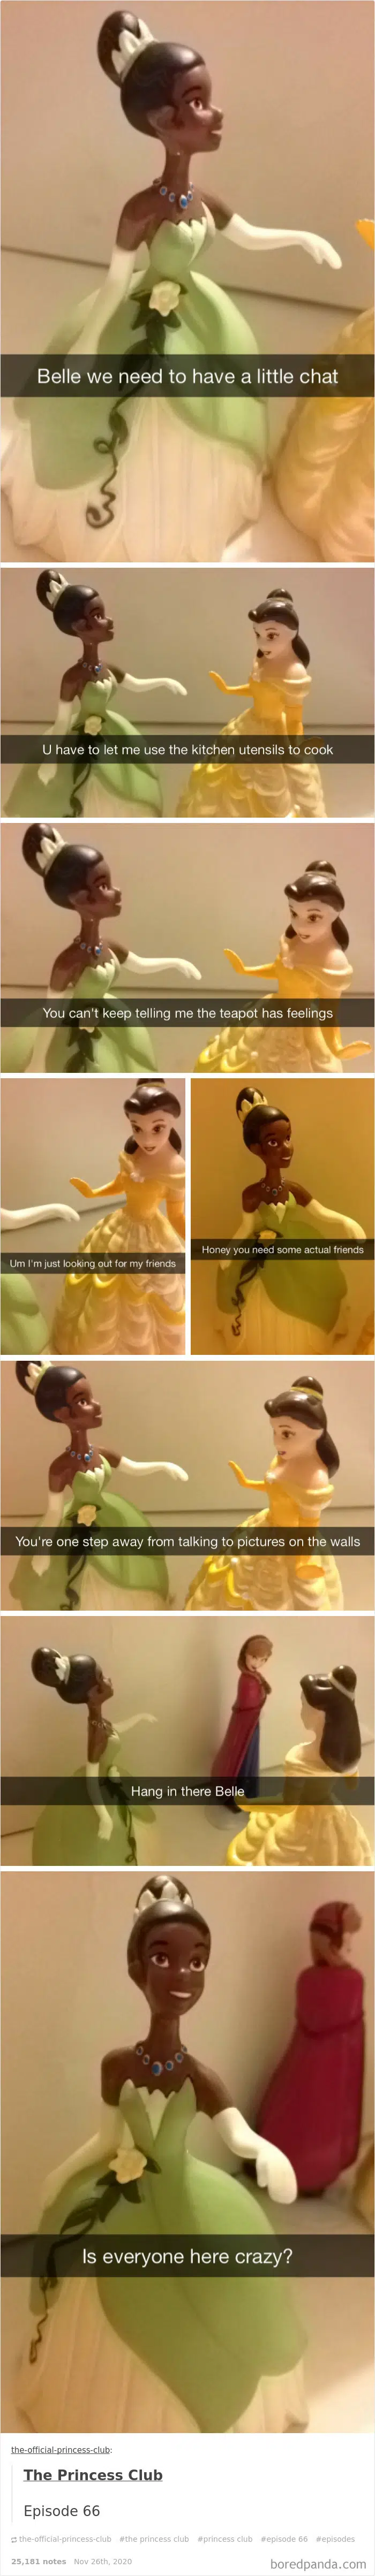 Belle we need to have a little chat
U have to let me use the kitchen utensils to cook
You can't keep telling me the teapot has feelings
Um I'm just looking out for my friends
Honey you need some actual friends
You're one step away from talking to pictures on the walls
Hang in there Belle
Is everyone here crazy?
the-official-princess-club:
The Princess Club
Episode 66
the-official-princess-club #the princess club #princess club #episode 66 #episodes
25,181 notes Nov 26th, 2020
boredpanda.com